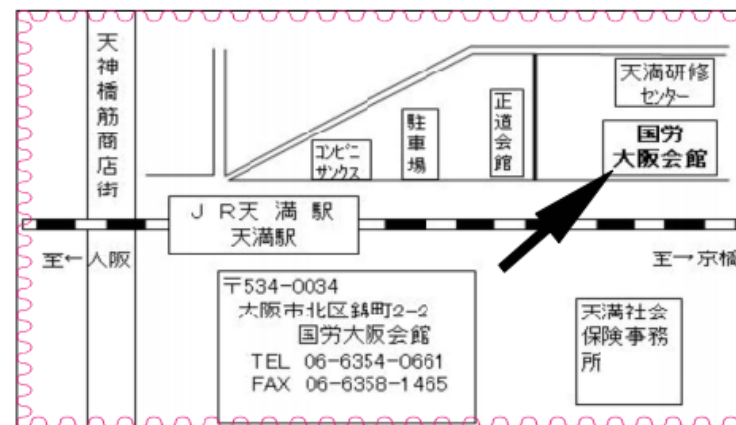 天神橋筋商店街
コンビニ
サンクス
駐車場
正道会館
天満研修
センター
国労
大阪会館
JR天満駅
天満駅
至←大阪
至→京橋
〒534-0034
大阪市北区錦町2-2
国労大阪会館
TEL 06-6354-0661
FAX 06-6358-1465
天満社会
保険事務
所